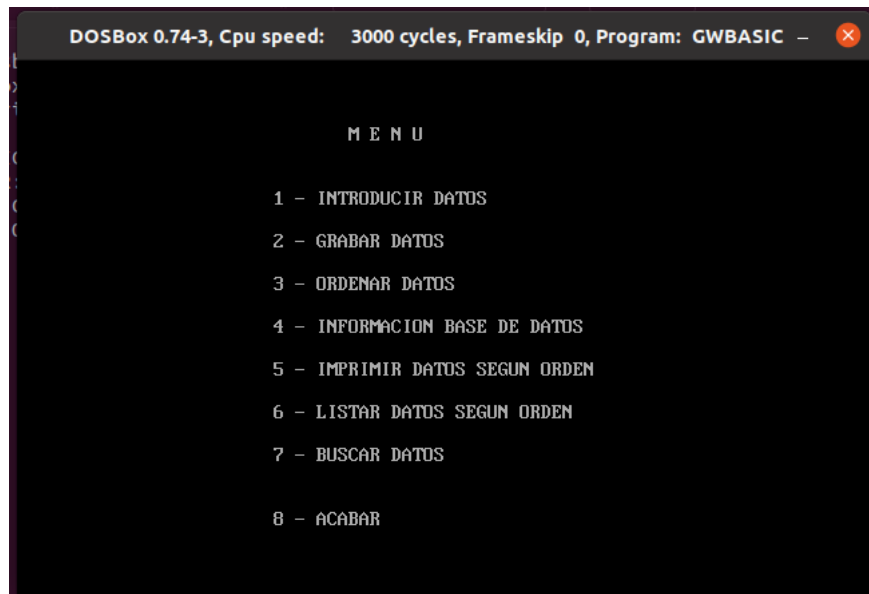 DOSBox 0.74-3, Cpu speed: 3000 cycles, Frameskip 0, Program: GWBASIC
M E N U
1 - INTRODUCIR DATOS
2 - GRABAR DATOS
3 - ORDENAR DATOS
4 - INFORMACION BASE DE DATOS
5 - IMPRIMIR DATOS SEGUN ORDEN
6 - LISTAR DATOS SEGUN ORDEN
7 - BUSCAR DATOS
8 - ACABAR